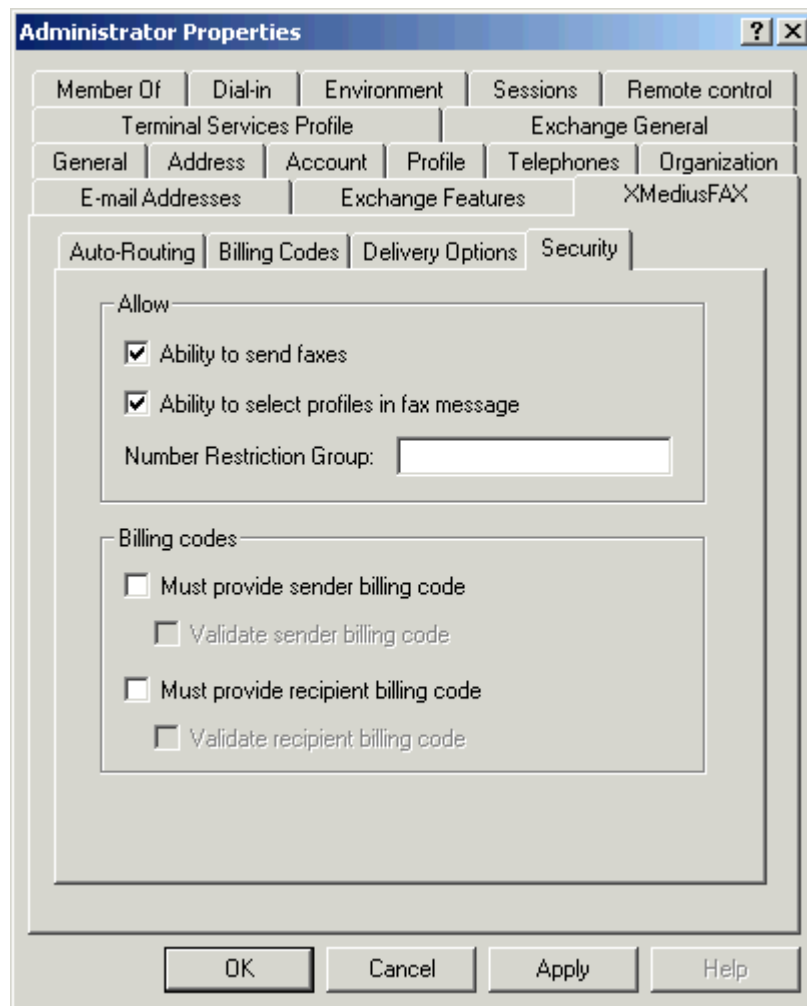 Administrator Properties
Member Of Dial-in Environment Sessions Remote control
Terminal Services Profile Exchange General
General Address Account Profile Telephones Organization
E-mail Addresses Exchange Features XMediusFAX
Auto-Routing Billing Codes Delivery Options Security
Allow
Ability to send faxes
Ability to select profiles in fax message
Number Restriction Group:
Billing codes
Must provide sender billing code
Validate sender billing code
Must provide recipient billing code
Validate recipient billing code
OK Cancel Apply Help